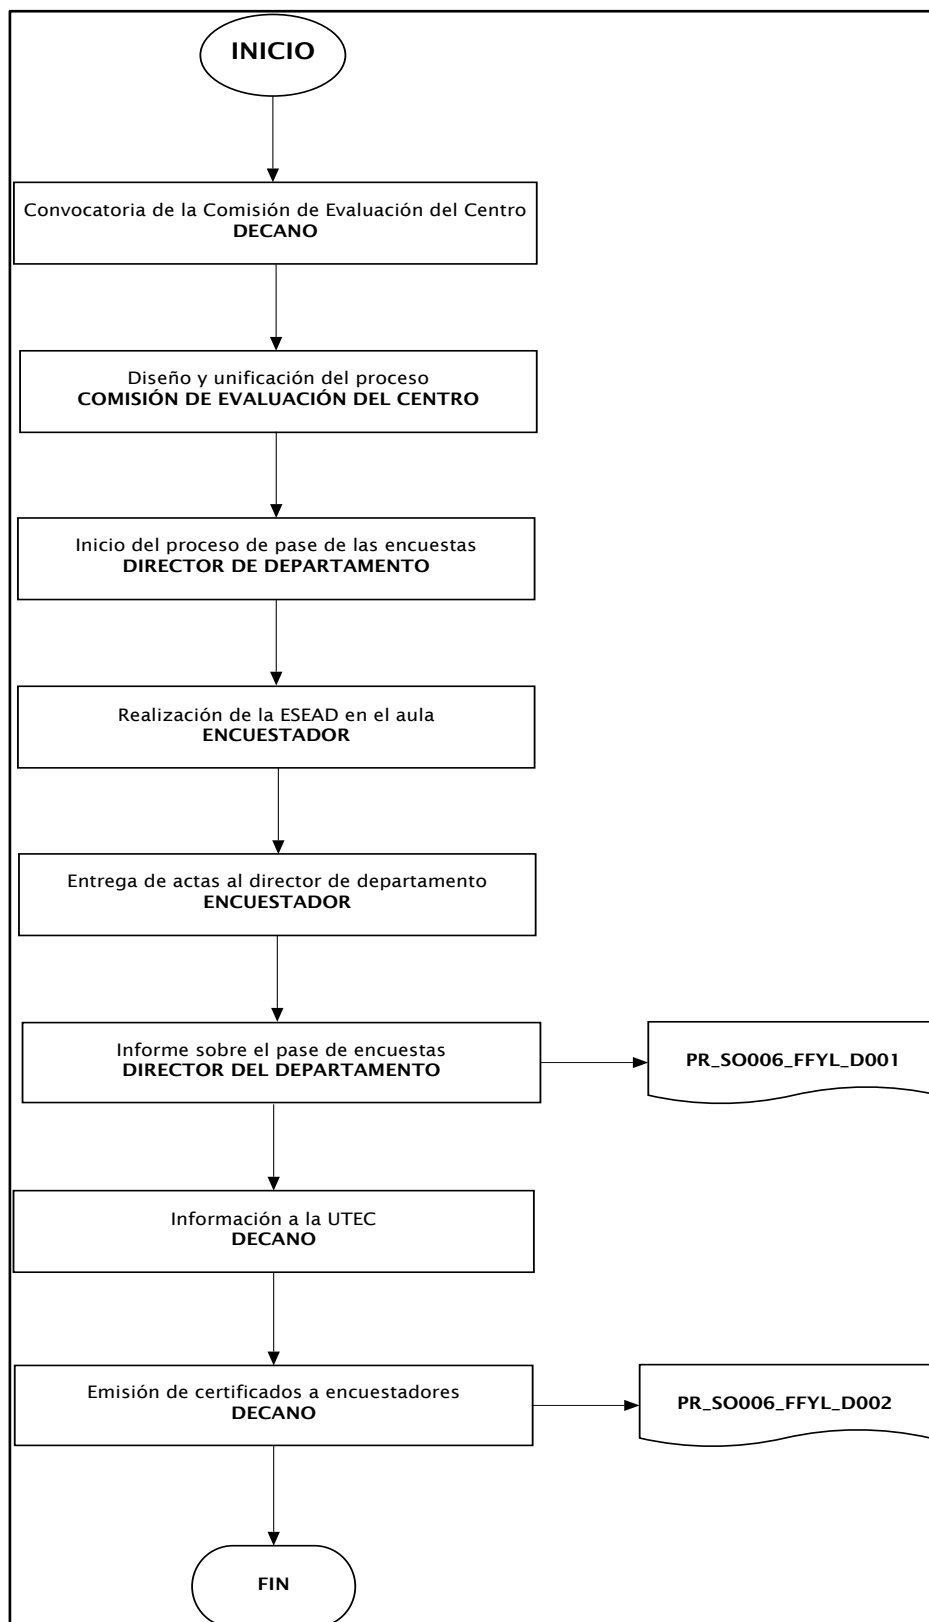 INICIO
Convocatoria de la Comisión de Evaluación del Centro
DECANO
Diseño y unificación del proceso
COMISIÓN DE EVALUACIÓN DEL CENTRO
Inicio del proceso de pase de las encuestas
DIRECTOR DE DEPARTAMENTO
Realización de la ESEAD en el aula
ENCUESTADOR
Entrega de actas al director de departamento
ENCUESTADOR
Informe sobre el pase de encuestas
DIRECTOR DEL DEPARTAMENTO
PR_SO006_FFYL_D001
Información a la UTEC
DECANO
Emisión de certificados a encuestadores
DECANO
PR_SO006_FFYL_D002
FIN